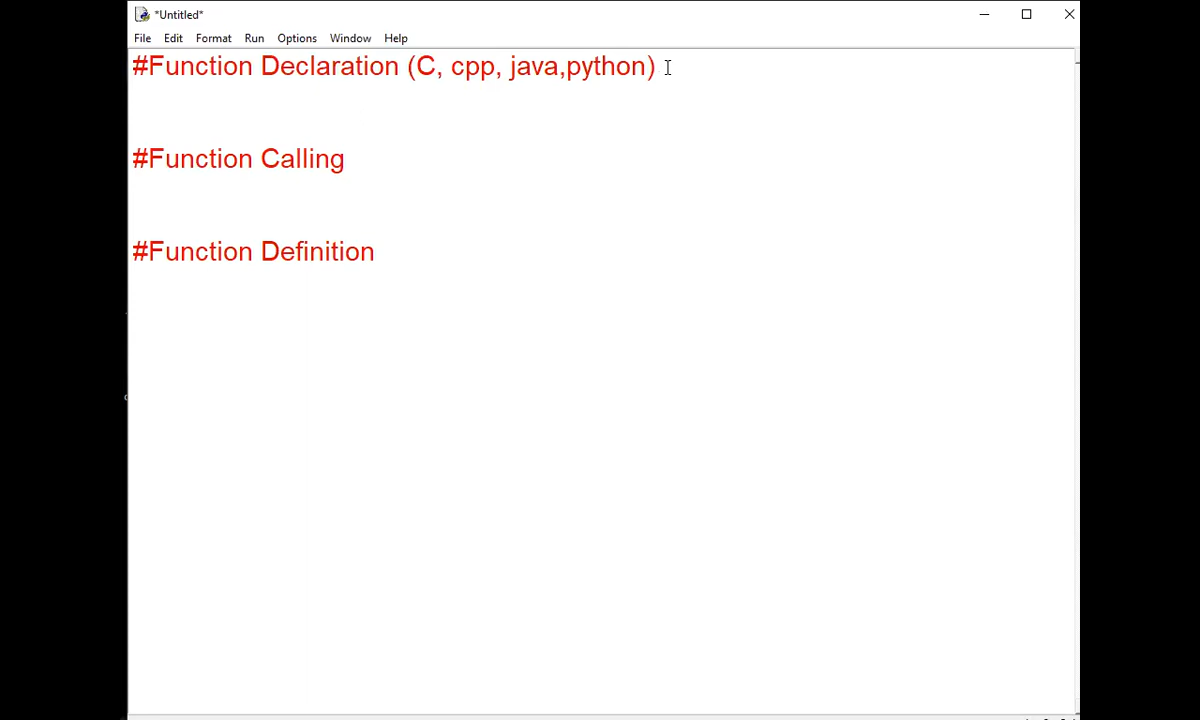 *Untitled*
File Edit Format Run Options Window Help
#Function Declaration (C, cpp, java,python)
#Function Calling
#Function Definition